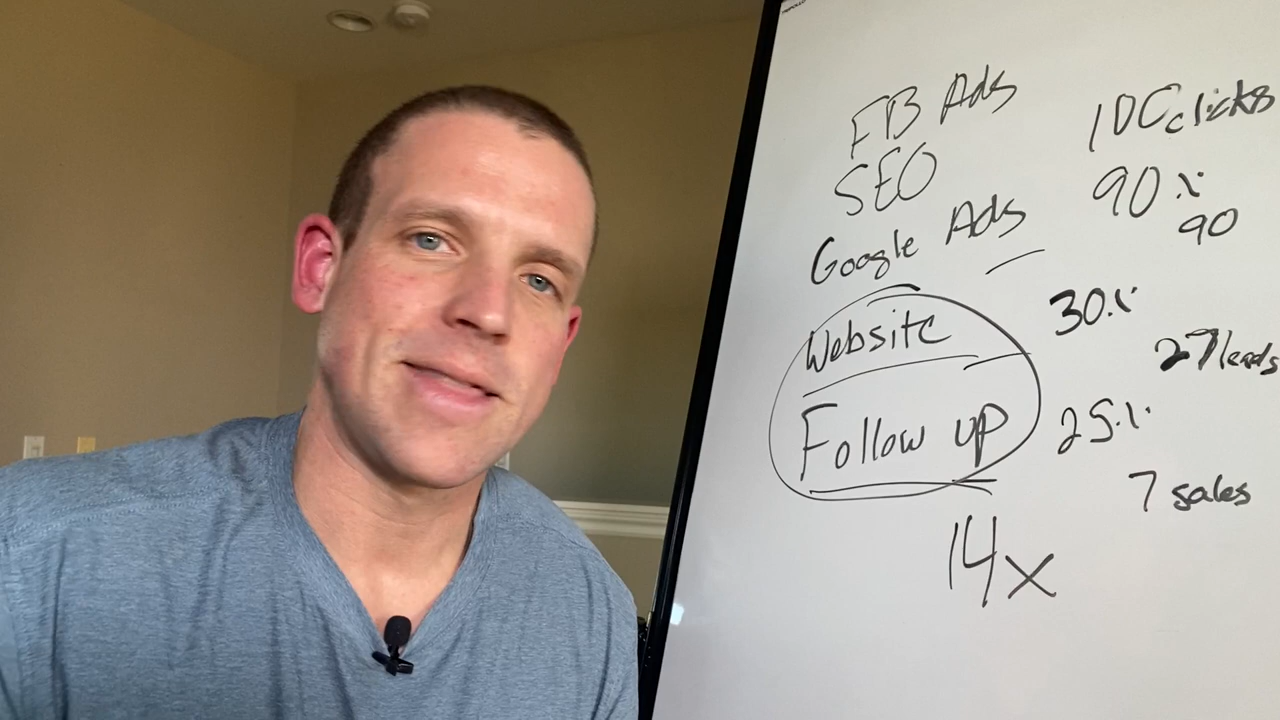 FB Ads
100 clicks
SEO
90%
90
Google Ads
30%
Website
27 leads
Follow up
25%
7 sales
14x